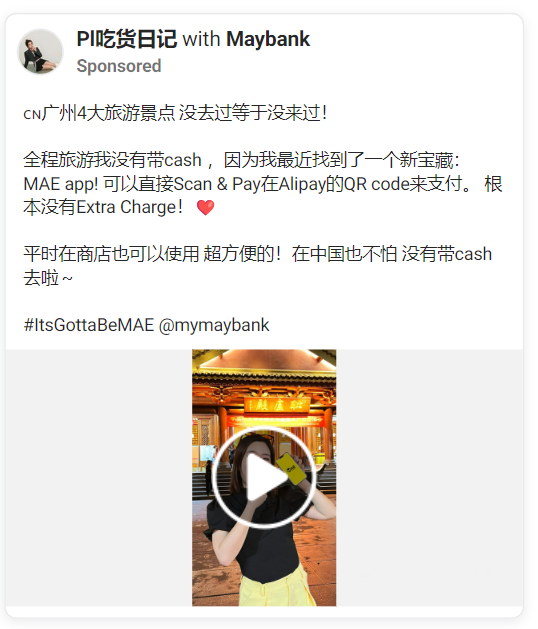 Pl吃货日记 with Maybank
Sponsored
CN广州4大旅游景点 没去过等于没来过！
全程旅游我没有带cash ，因为我最近找到了一个新宝藏：
MAE app! 可以直接Scan & Pay在Alipay的QR code来支付。 根
本没有Extra Charge！ ❤️
平时在商店也可以使用 超方便的！在中国也不怕 没有带cash
去啦～
#ItsGottaBeMAE @mymaybank